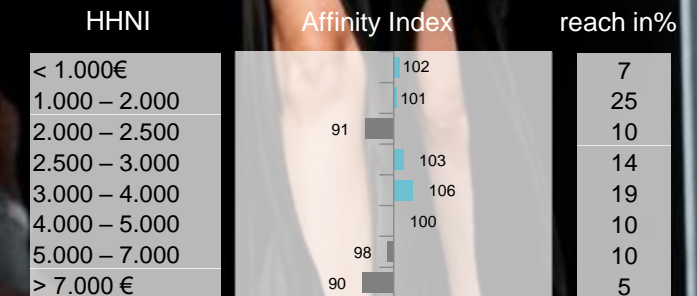 HHNI Affinity Index reach in%
< 1.000€ 102 7
1.000 – 2.000 101 25
2.000 – 2.500 91 10
2.500 – 3.000 103 14
3.000 – 4.000 106 19
4.000 – 5.000 100 10
5.000 – 7.000 98 10
> 7.000 € 90 5